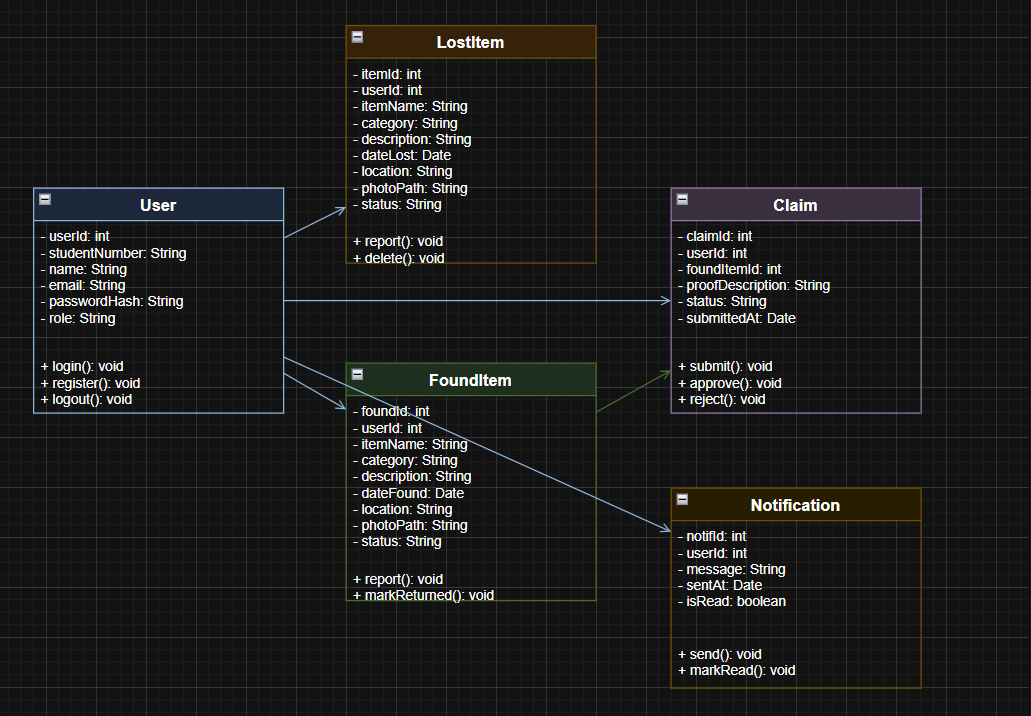 LostItem
- itemId: int
- userId: int
- itemName: String
- category: String
- description: String
- dateLost: Date
- location: String
- photoPath: String
- status: String
+ report(): void
+ delete(): void
User
- userId: int
- studentNumber: String
- name: String
- email: String
- passwordHash: String
- role: String
+ login(): void
+ register(): void
+ logout(): void
Claim
- claimId: int
- userId: int
- foundItemId: int
- proofDescription: String
- status: String
- submittedAt: Date
+ submit(): void
+ approve(): void
+ reject(): void
FoundItem
- foundId: int
- userId: int
- itemName: String
- category: String
- description: String
- dateFound: Date
- location: String
- photoPath: String
- status: String
+ report(): void
+ markReturned(): void
Notification
- notifId: int
- userId: int
- message: String
- sentAt: Date
- isRead: boolean
+ send(): void
+ markRead(): void